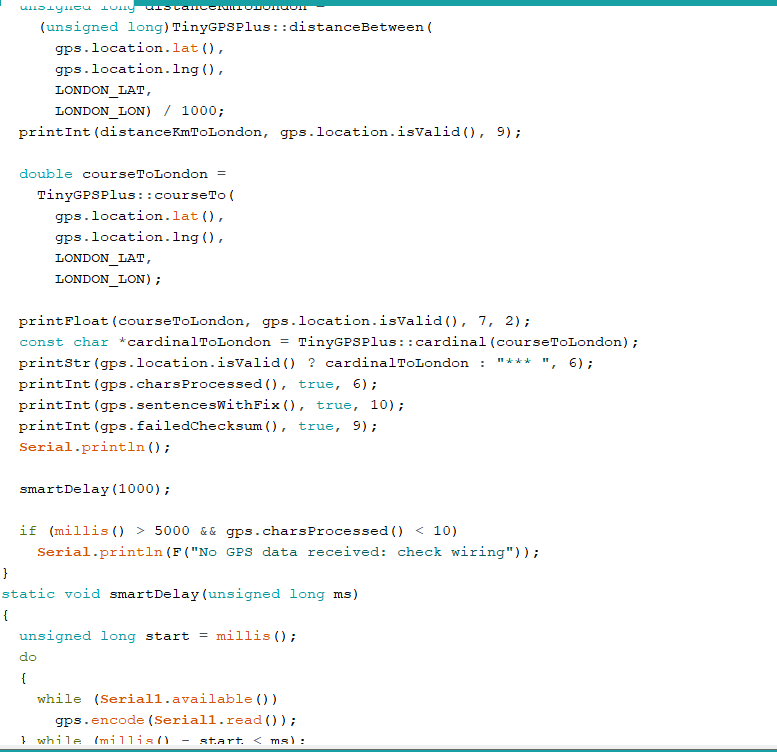 unsigned long distanceKmToLondon =
(unsigned long)TinyGPSPlus::distanceBetween(
gps.location.lat(),
gps.location.lng(),
LONDON_LAT,
LONDON_LON) / 1000;
printInt(distanceKmToLondon, gps.location.isValid(), 9);
double courseToLondon =
TinyGPSPlus::courseTo(
gps.location.lat(),
gps.location.lng(),
LONDON_LAT,
LONDON_LON);
printFloat(courseToLondon, gps.location.isValid(), 7, 2);
const char *cardinalToLondon = TinyGPSPlus::cardinal(courseToLondon);
printStr(gps.location.isValid() ? cardinalToLondon : "*** ", 6);
printInt(gps.charsProcessed(), true, 6);
printInt(gps.sentencesWithFix(), true, 10);
printInt(gps.failedChecksum(), true, 9);
Serial.println();
smartDelay(1000);
if (millis() > 5000 && gps.charsProcessed() < 10)
Serial.println(F("No GPS data received: check wiring"));
}
static void smartDelay(unsigned long ms)
{
unsigned long start = millis();
do
{
while (Serial1.available())
gps.encode(Serial1.read());
} while (millis() - start < ms);